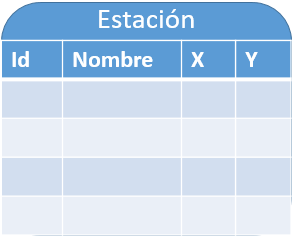 Estación
Id Nombre X Y